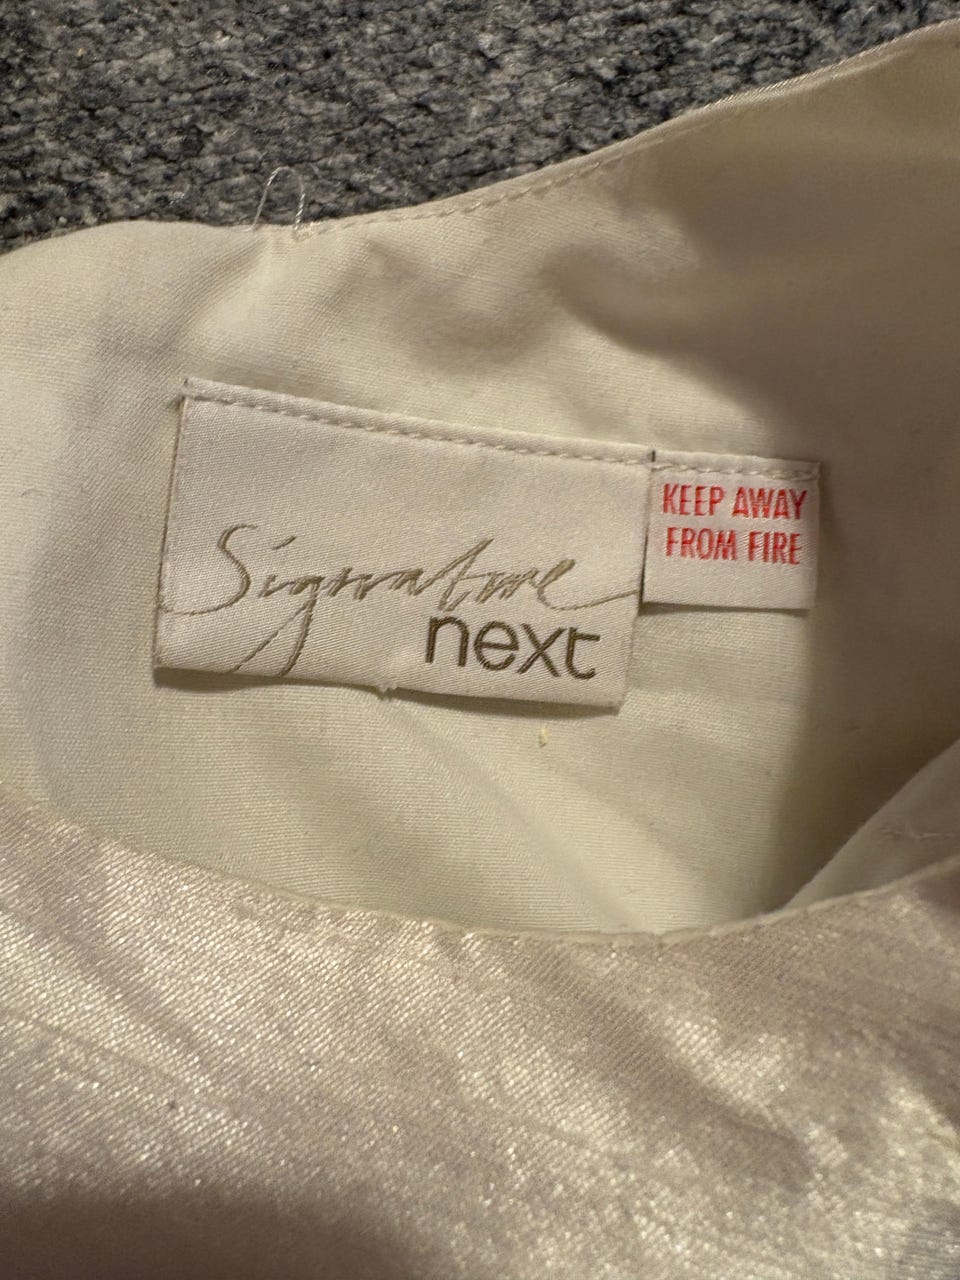 Signature
next
KEEP AWAY
FROM FIRE